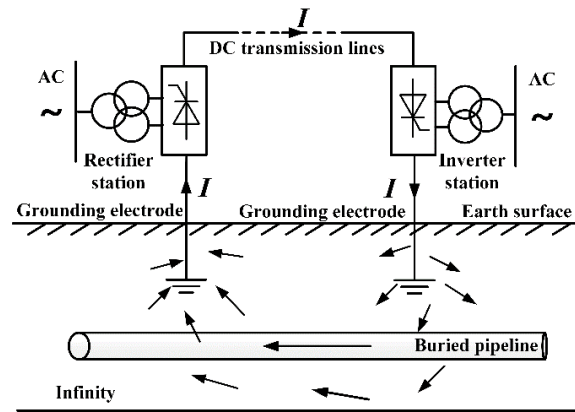 I
DC transmission lines
AC
AC
~
~
Rectifier
station
Inverter
station
I
I
Grounding electrode
Grounding electrode
Earth surface
Buried pipeline
Infinity